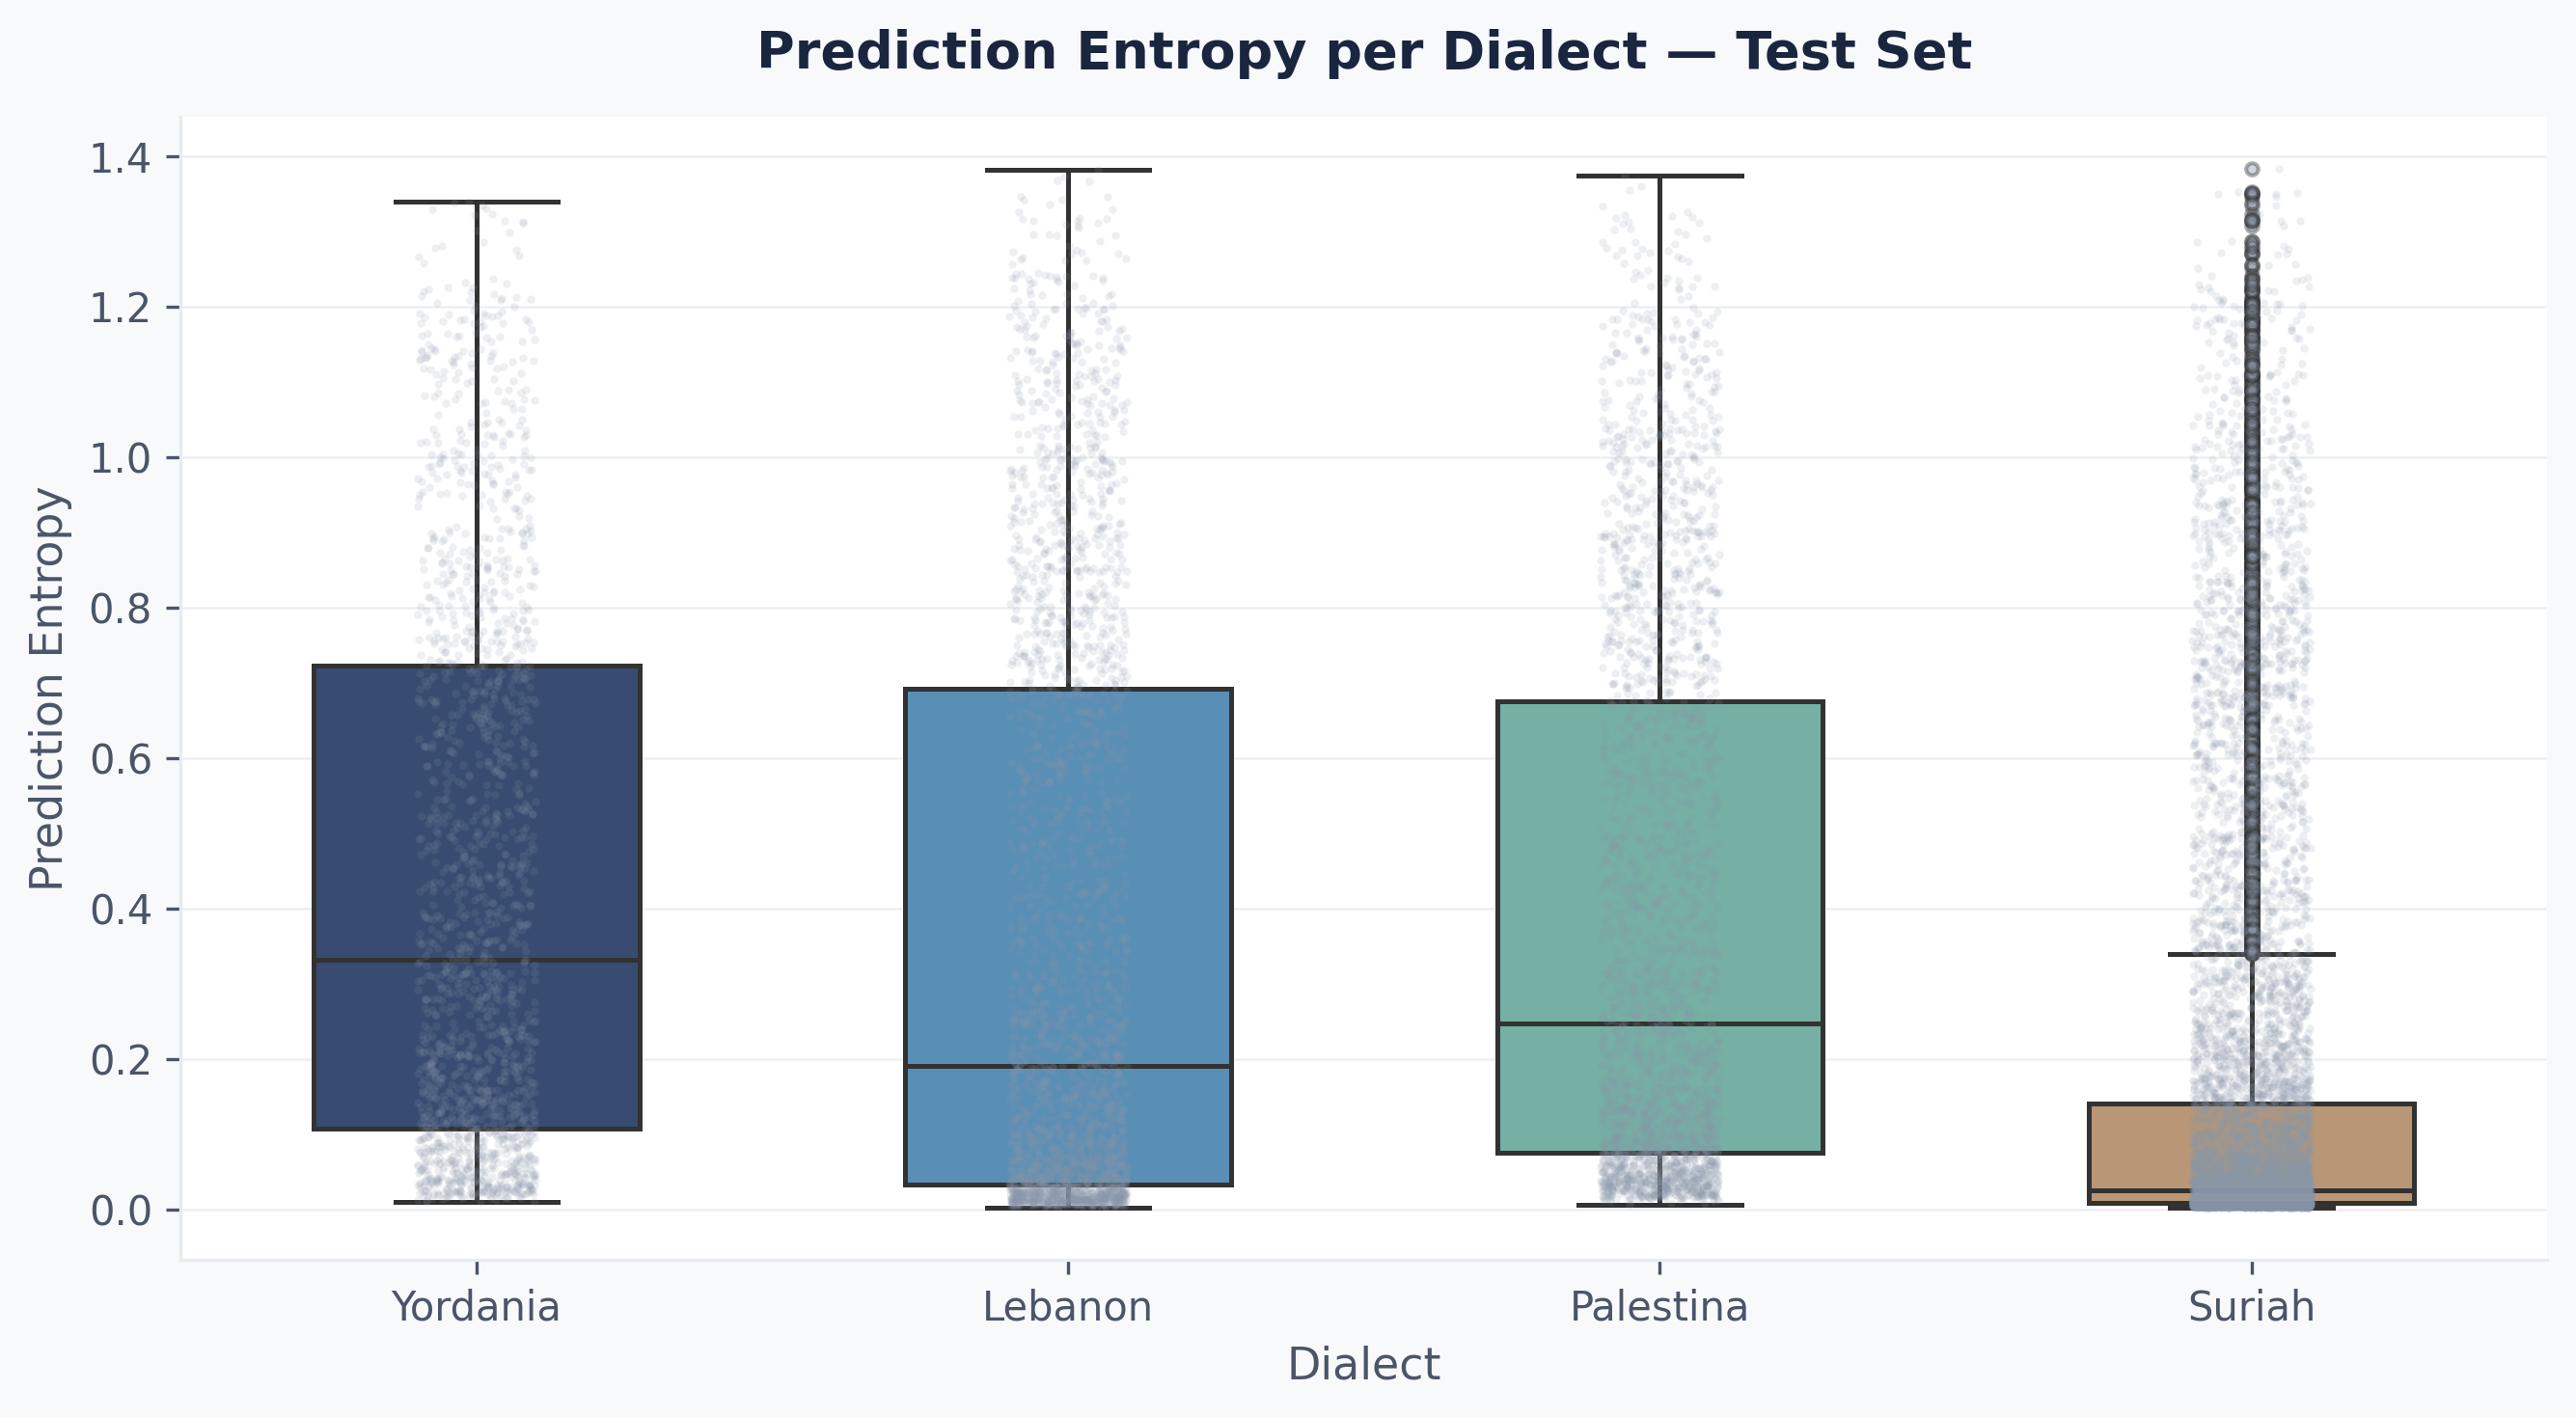 Prediction Entropy per Dialect — Test Set
Prediction Entropy
1.4
1.2
1.0
0.8
0.6
0.4
0.2
0.0
Yordania
Lebanon
Palestina
Suriah
Dialect